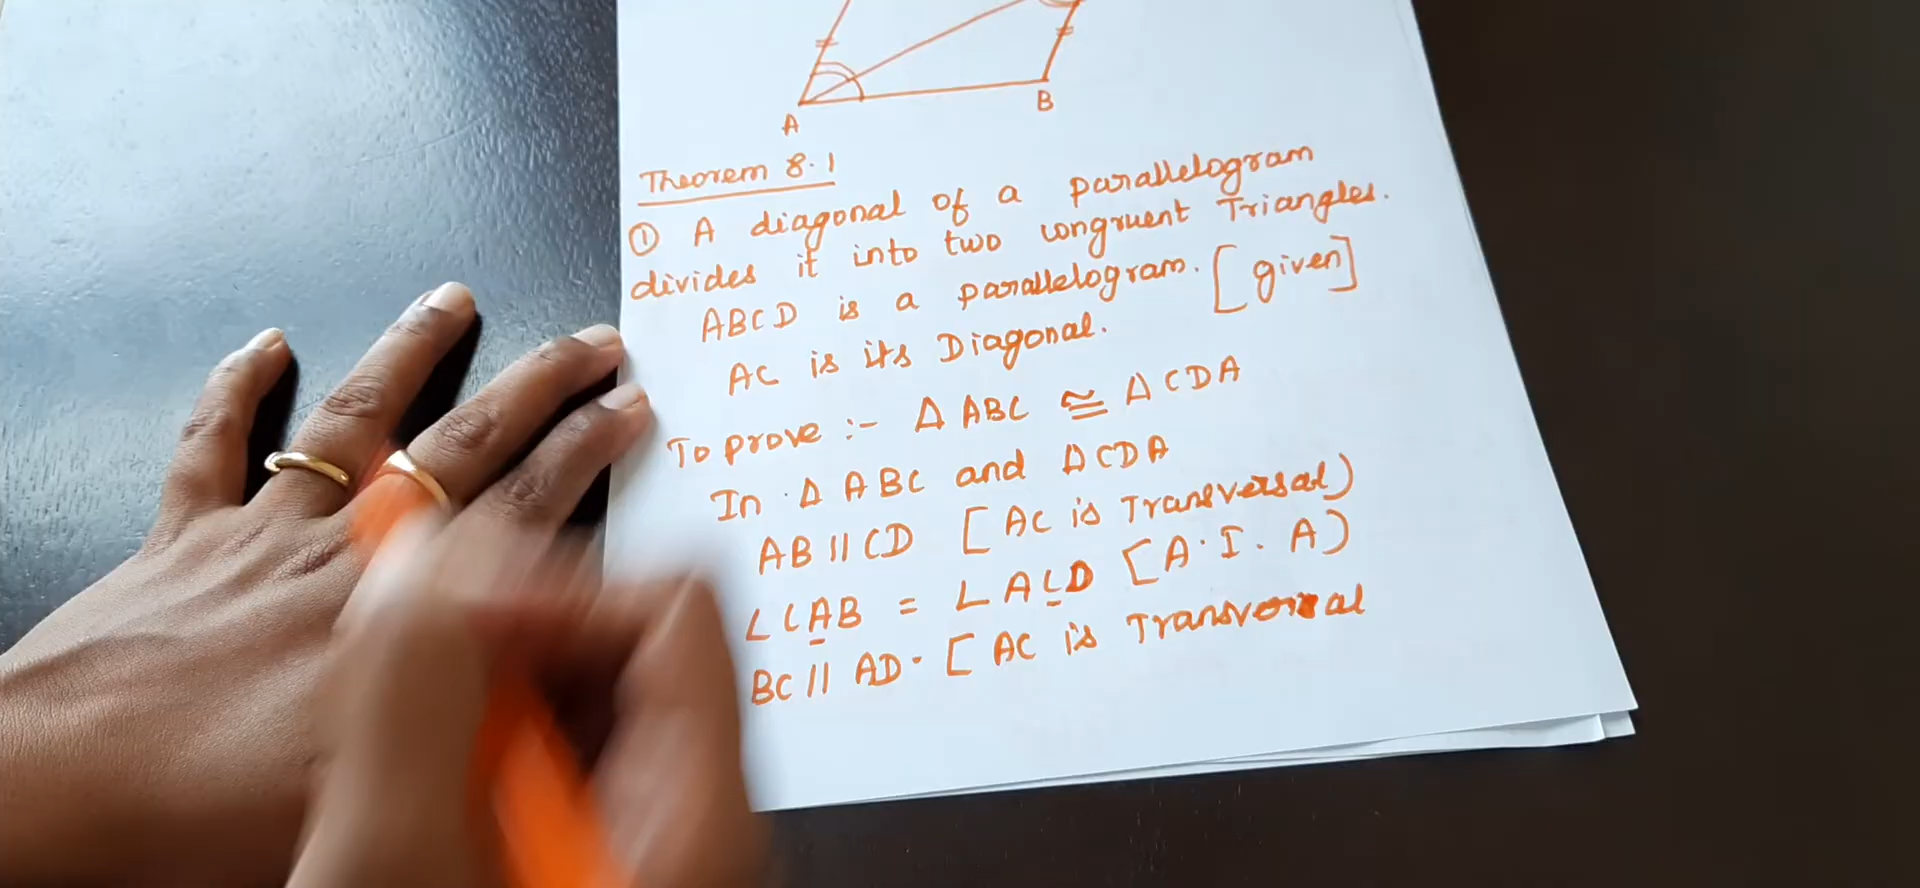 A
B
Theorem 8.1
① A diagonal of a parallelogram
divides it into two congruent Triangles.
ABCD is a parallelogram. [given]
AC is its Diagonal.
To prove :- Δ ABC ≅ Δ CDA
In Δ ABC and Δ CDA
AB || CD [AC is Transversal)
∠CAB = ∠ACD [A.I.A)
BC || AD. [AC is Transversal